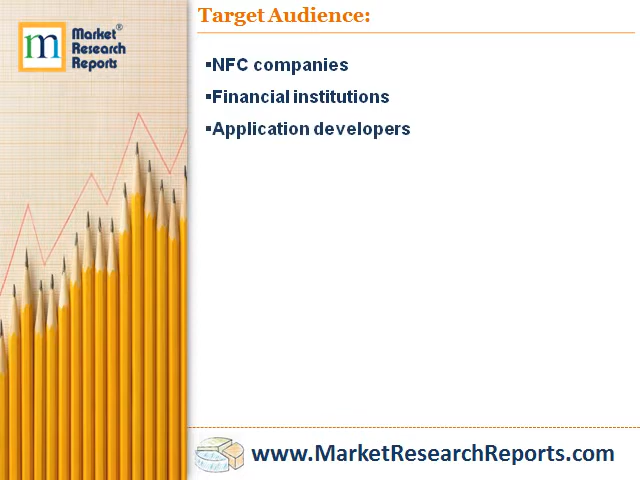 Target Audience:
m
Market
Research
Reports
®
▪NFC companies
▪Financial institutions
▪Application developers
www.MarketResearchReports.com